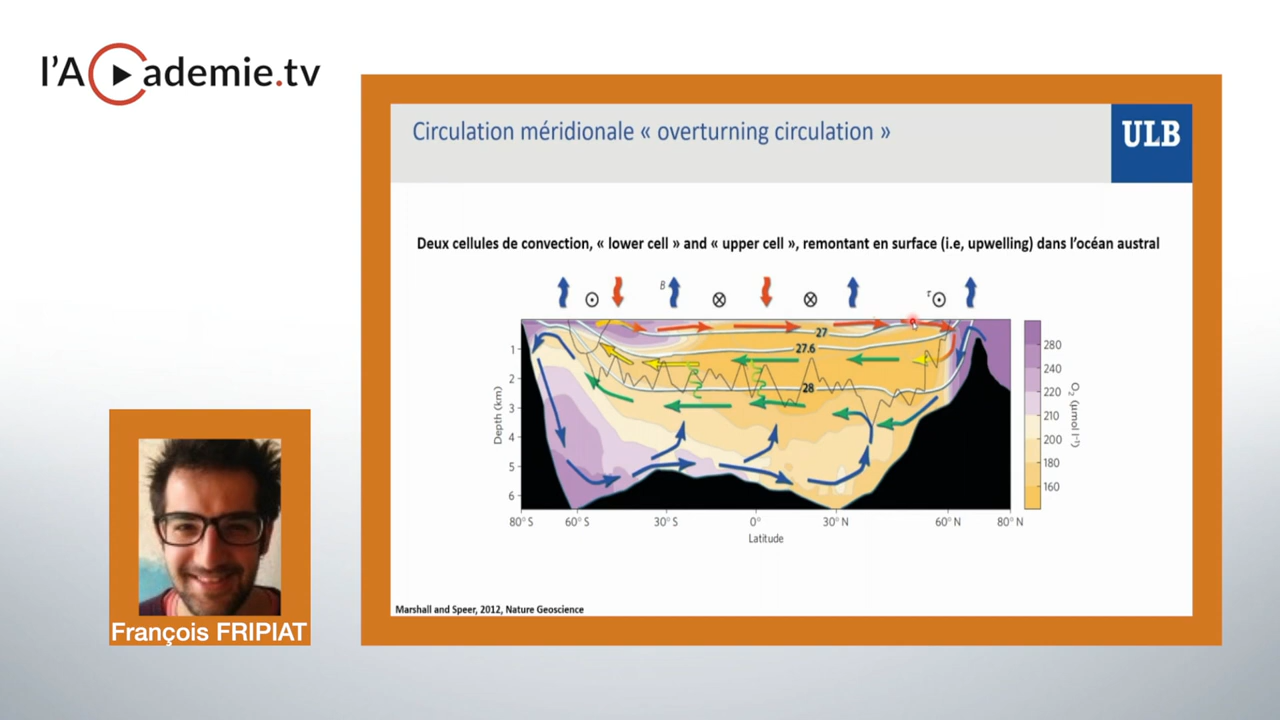 l'Academie.tv
Circulation méridionale « overturning circulation »
ULB
Deux cellules de convection, « lower cell » and « upper cell », remontant en surface (i.e, upwelling) dans l'océan austral
B
τ
27
27.6
28
1
2
3
4
5
6
Depth (km)
80° S 60° S 30° S 0° 30° N 60° N 80° N
Latitude
280
240
220
210
200
180
160
O₂ (µmol l⁻¹)
Marshall and Speer, 2012, Nature Geoscience
François FRIPIAT